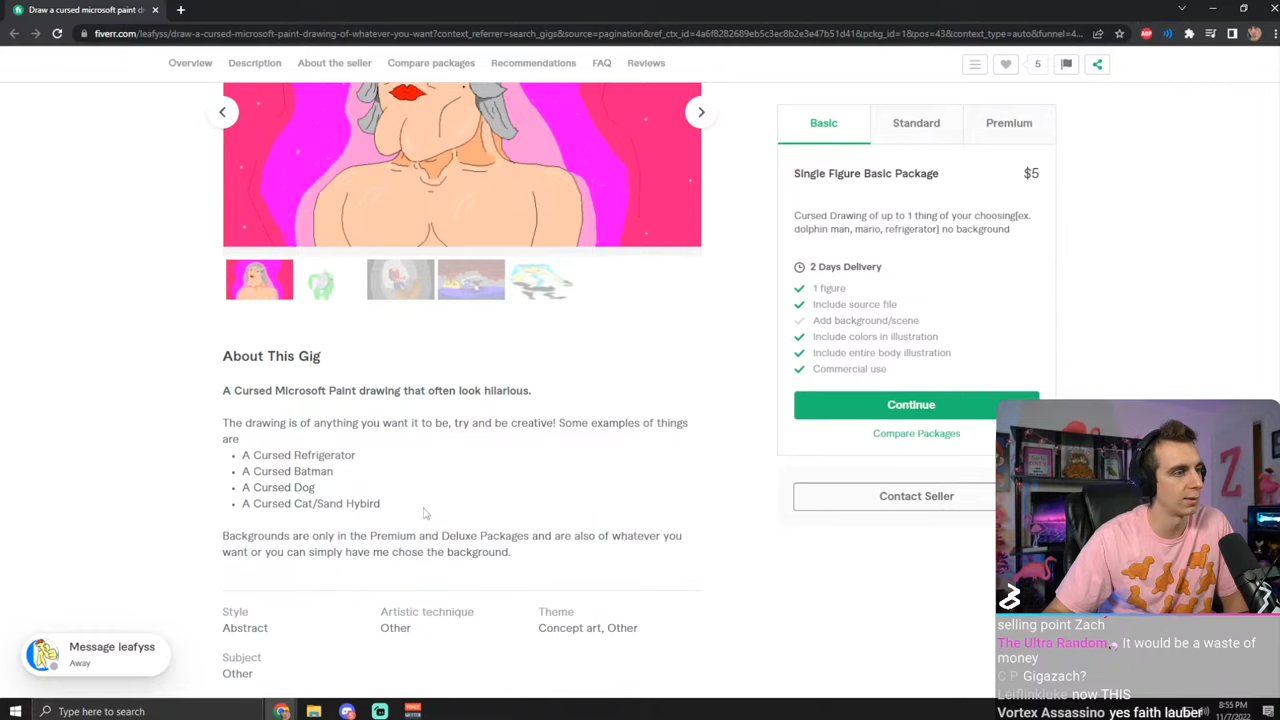 Draw a cursed microsoft paint dr
fiverr.com/leafyss/draw-a-cursed-microsoft-paint-drawing-of-whatever-you-want?context_referrer=search_gigs&source=pagination&ref_ctx_id=4a6f8282689eb5c3ec8b2e3e47b51d41&pckg_id=1&pos=43&context_type=auto&funnel=4...
Overview Description About the seller Compare packages Recommendations FAQ Reviews
5
Basic Standard Premium
Single Figure Basic Package $5
Cursed Drawing of up to 1 thing of your choosing[ex.
dolphin man, mario, refrigerator] no background
2 Days Delivery
1 figure
Include source file
Add background/scene
Include colors in illustration
Include entire body illustration
Commercial use
Continue
Compare Packages
Contact Seller
About This Gig
A Cursed Microsoft Paint drawing that often look hilarious.
The drawing is of anything you want it to be, try and be creative! Some examples of things
are
A Cursed Refrigerator
A Cursed Batman
A Cursed Dog
A Cursed Cat/Sand Hybird
Backgrounds are only in the Premium and Deluxe Packages and are also of whatever you
want or you can simply have me chose the background.
Style Artistic technique Theme
Abstract Other Concept art, Other
Subject
Other
Message leafyss
Away
selling point Zach
The Ultra Random It would be a waste of
money
C P Gigazach?
Leiflinkluke now THIS
Vortex Assassino yes faith lauber
Type here to search
8:55 PM
11/7/2022